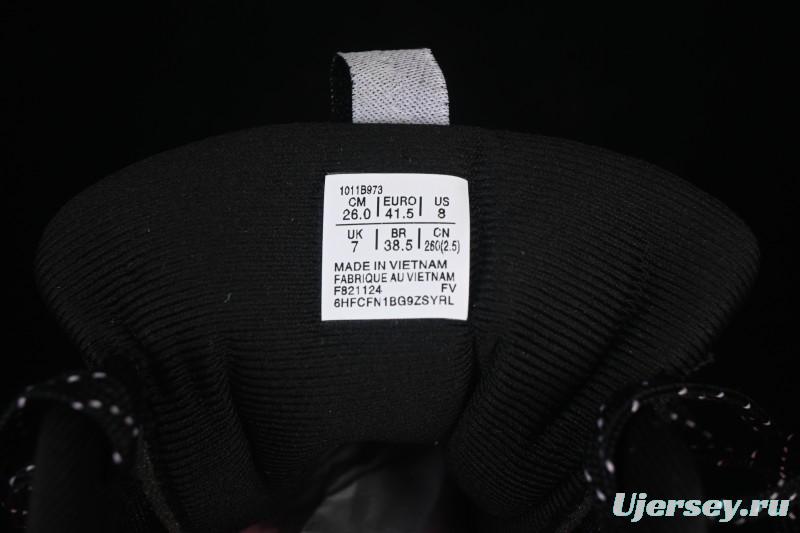 1011B973
CM | EURO | US
26.0 | 41.5 | 8
UK | BR | CN
7 | 38.5 | 260(2.5)
MADE IN VIETNAM
FABRIQUE AU VIETNAM
F821124 FV
6HFCFN1BG9ZSYRL
Ujersey.ru